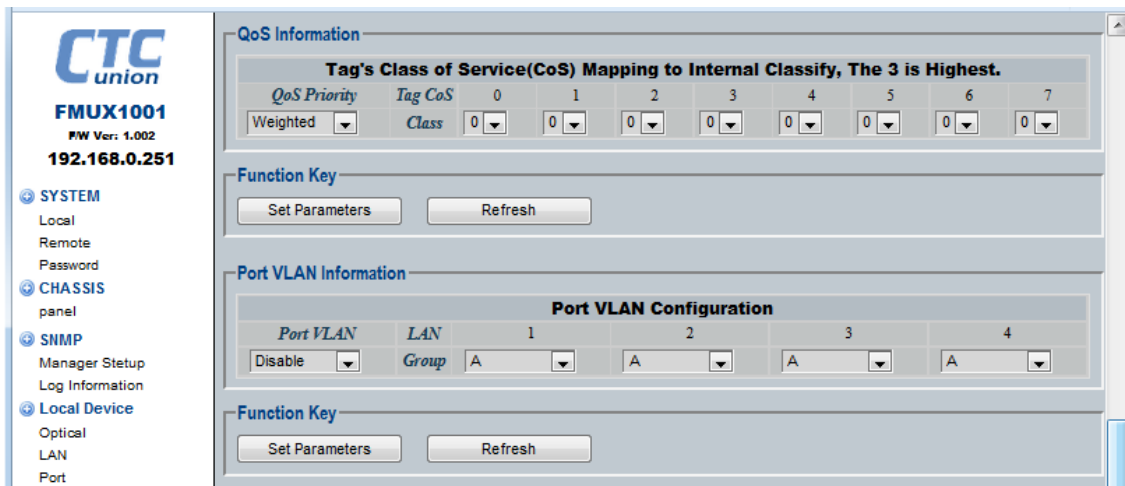 CTC
union
FMUX1001
F/W Ver: 1.002
192.168.0.251
SYSTEM
Local
Remote
Password
CHASSIS
panel
SNMP
Manager Stetup
Log Information
Local Device
Optical
LAN
Port
QoS Information
Tag's Class of Service(CoS) Mapping to Internal Classify, The 3 is Highest.
QoS Priority Tag CoS 0 1 2 3 4 5 6 7
Weighted Class 0 0 0 0 0 0 0 0
Function Key
Set Parameters Refresh
Port VLAN Information
Port VLAN Configuration
Port VLAN LAN 1 2 3 4
Disable Group A A A A
Function Key
Set Parameters Refresh